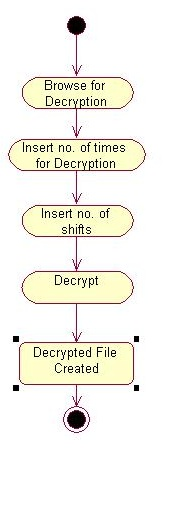 Browse for
Decryption
Insert no. of times
for Decryption
Insert no. of
shifts
Decrypt
Decrypted File
Created